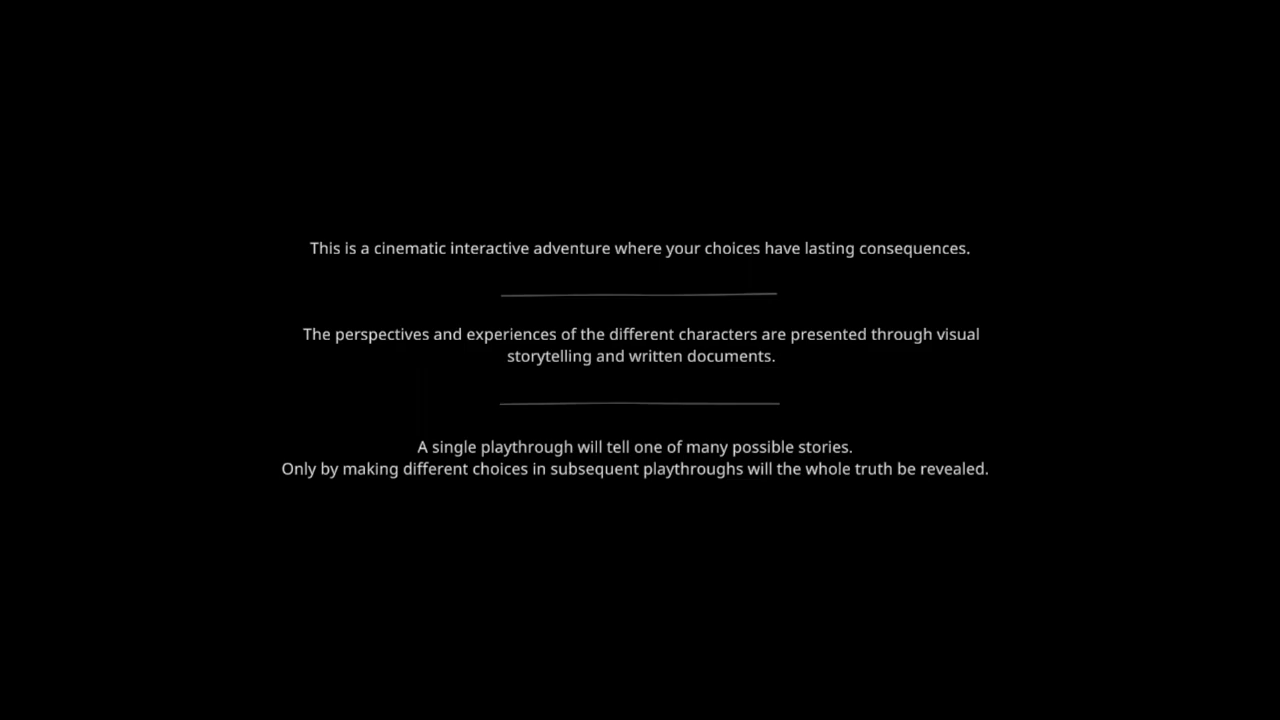 This is a cinematic interactive adventure where your choices have lasting consequences.
The perspectives and experiences of the different characters are presented through visual
storytelling and written documents.
A single playthrough will tell one of many possible stories.
Only by making different choices in subsequent playthroughs will the whole truth be revealed.